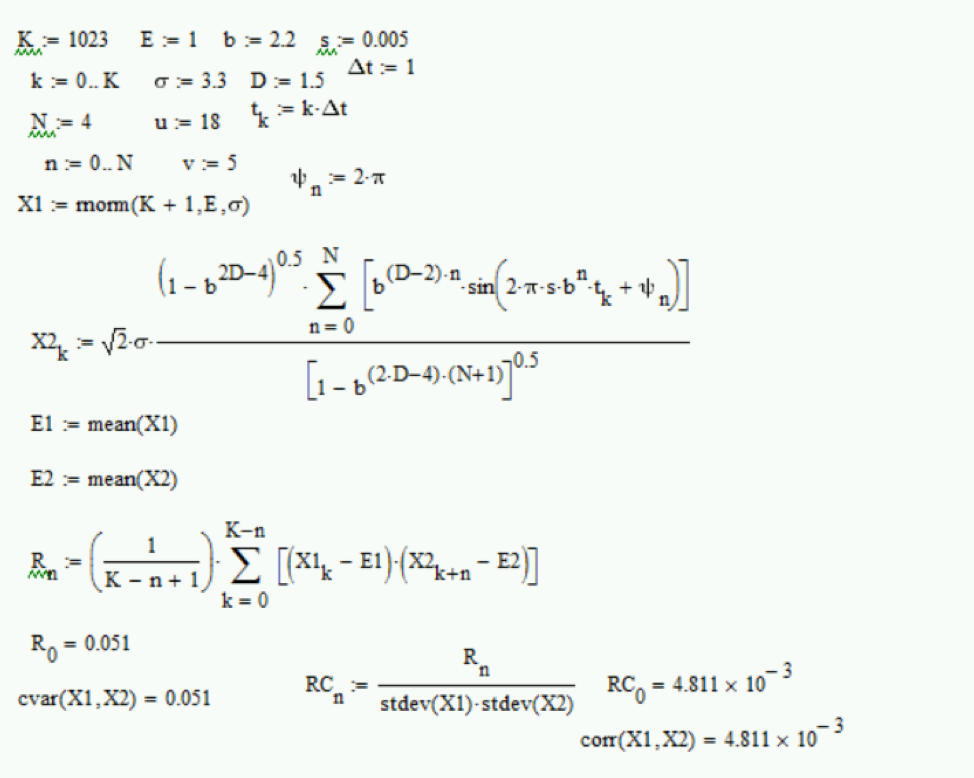 K := 1023 E := 1 b := 2.2 s := 0.005
k := 0.. K σ := 3.3 D := 1.5 Δt := 1
N := 4 u := 18 t_k := k·Δt
n := 0.. N v := 5 ψ_n := 2·π
X1 := rnorm(K + 1,E,σ)
X2_k := √2·σ· ((1 − b^(2D−4))^0.5 · ∑_(n = 0)^N [b^((D−2)·n)·sin(2·π·s·b^n·t_k + ψ_n)]) / [1 − b^((2·D−4)·(N+1))]^0.5
E1 := mean(X1)
E2 := mean(X2)
R_n := (1 / (K − n + 1)) · ∑_(k = 0)^(K−n) [(X1_k − E1)·(X2_(k+n) − E2)]
R_0 = 0.051
RC_n := R_n / (stdev(X1)·stdev(X2)) RC_0 = 4.811 × 10^−3
cvar(X1,X2) = 0.051
corr(X1,X2) = 4.811 × 10^−3